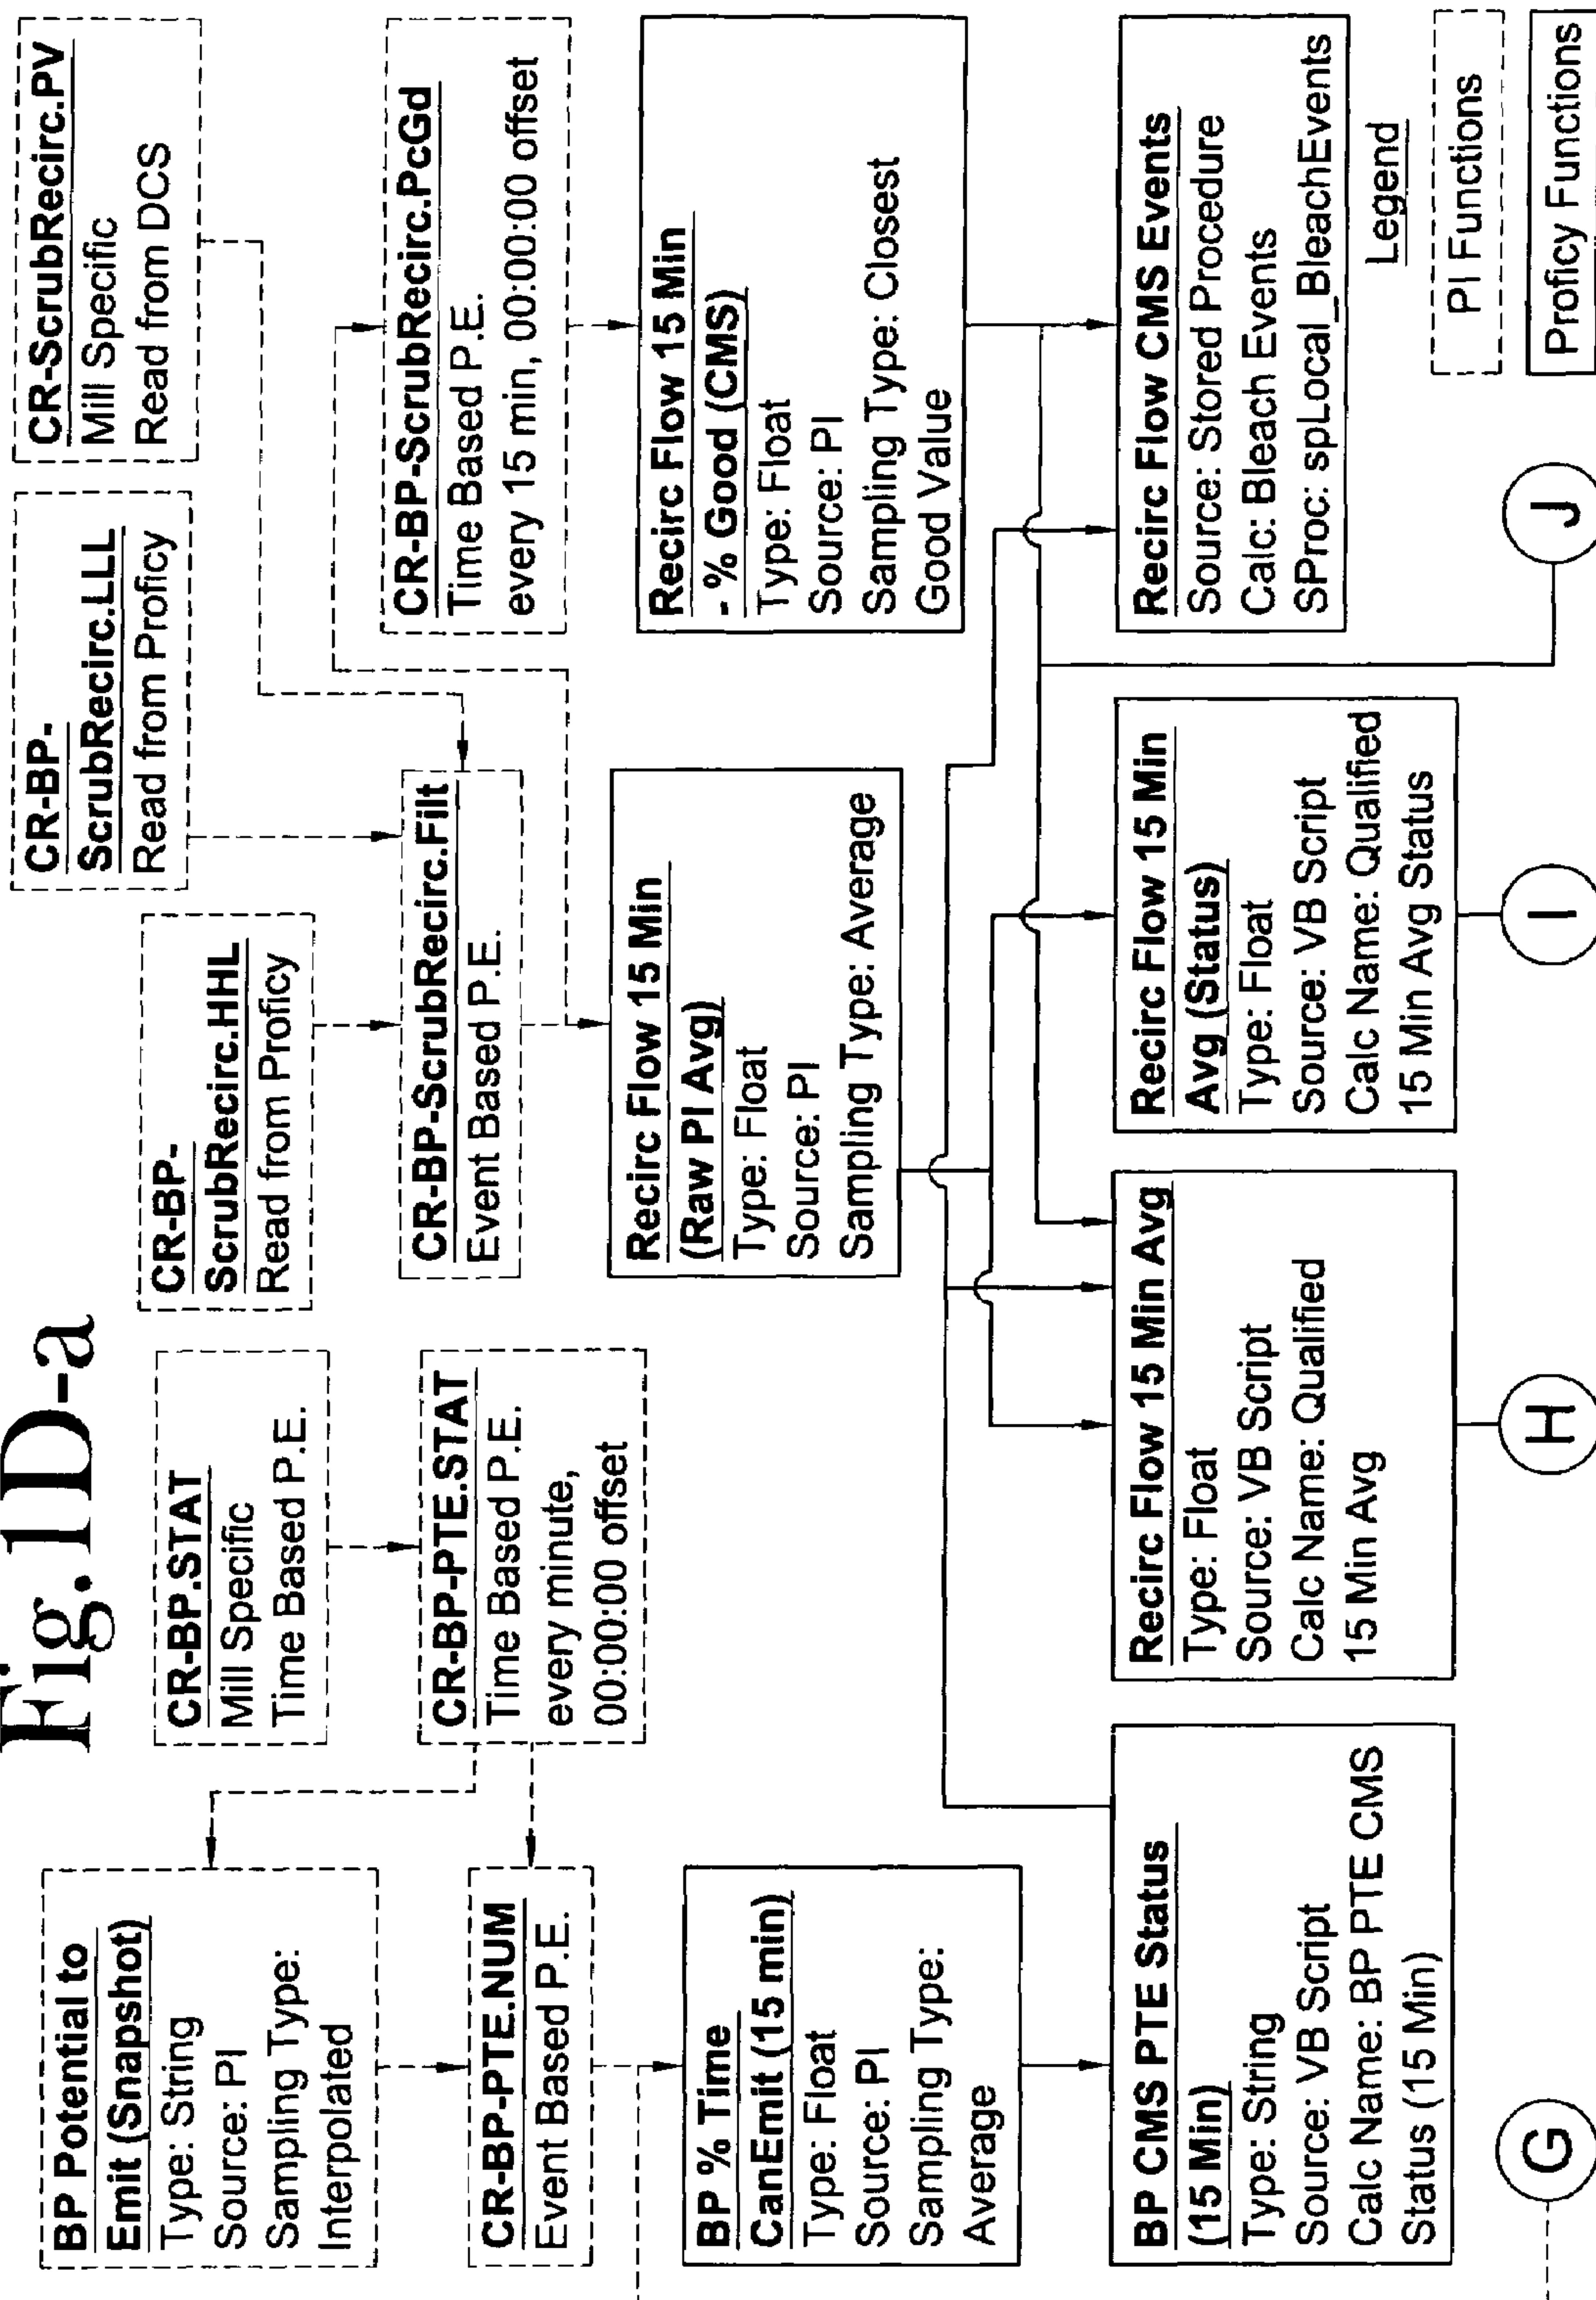 Fig. 1D-a
BP Potential to
Emit (Snapshot)
Type: String
Source: PI
Sampling Type:
Interpolated
CR-BP.STAT
Mill Specific
Time Based P.E.
CR-BP-
ScrubRecirc.HHL
Read from Proficy
CR-BP-
ScrubRecirc.LLL
Read from Proficy
CR-ScrubRecirc.PV
Mill Specific
Read from DCS
CR-BP-PTE.NUM
Event Based P.E.
CR-BP-PTE.STAT
Time Based P.E.
every minute,
00:00:00 offset
CR-BP-ScrubRecirc.Filt
Event Based P.E.
CR-BP-ScrubRecirc.PcGd
Time Based P.E.
every 15 min, 00:00:00 offset
BP % Time
CanEmit (15 min)
Type: Float
Source: PI
Sampling Type:
Average
Recirc Flow 15 Min
(Raw PI Avg)
Type: Float
Source: PI
Sampling Type: Average
Recirc Flow 15 Min
- % Good (CMS)
Type: Float
Source: PI
Sampling Type: Closest
Good Value
BP CMS PTE Status
(15 Min)
Type: String
Source: VB Script
Calc Name: BP PTE CMS
Status (15 Min)
Recirc Flow 15 Min Avg
Type: Float
Source: VB Script
Calc Name: Qualified
15 Min Avg
Recirc Flow 15 Min
Avg (Status)
Type: Float
Source: VB Script
Calc Name: Qualified
15 Min Avg Status
Recirc Flow CMS Events
Source: Stored Procedure
Calc: Bleach Events
SProc: spLocal_BleachEvents
G
H
I
J
Legend
PI Functions
Proficy Functions